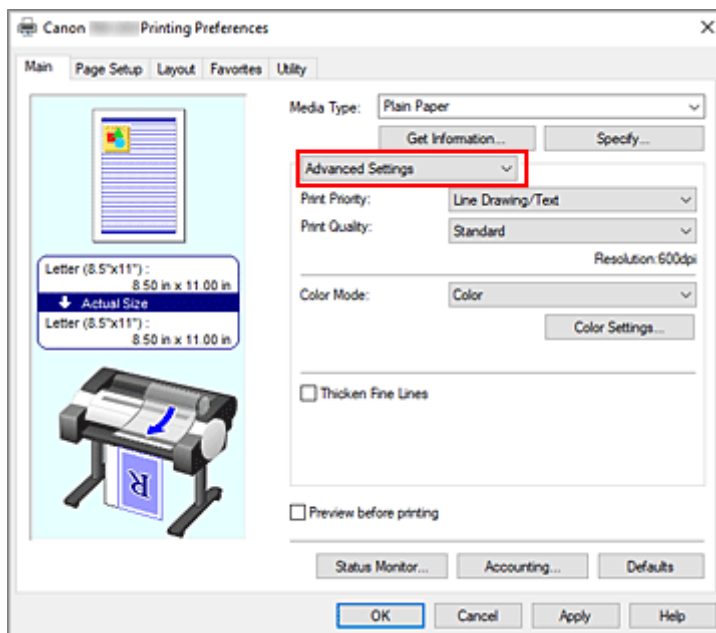 Canon Printing Preferences
Main Page Setup Layout Favorites Utility
Media Type: Plain Paper
Get Information... Specify...
Advanced Settings
Print Priority: Line Drawing/Text
Print Quality: Standard
Resolution:600dpi
Letter (8.5"x11") :
8.50 in x 11.00 in
Actual Size
Letter (8.5"x11") :
8.50 in x 11.00 in
Color Mode: Color
Color Settings...
Thicken Fine Lines
R
Preview before printing
Status Monitor... Accounting... Defaults
OK Cancel Apply Help